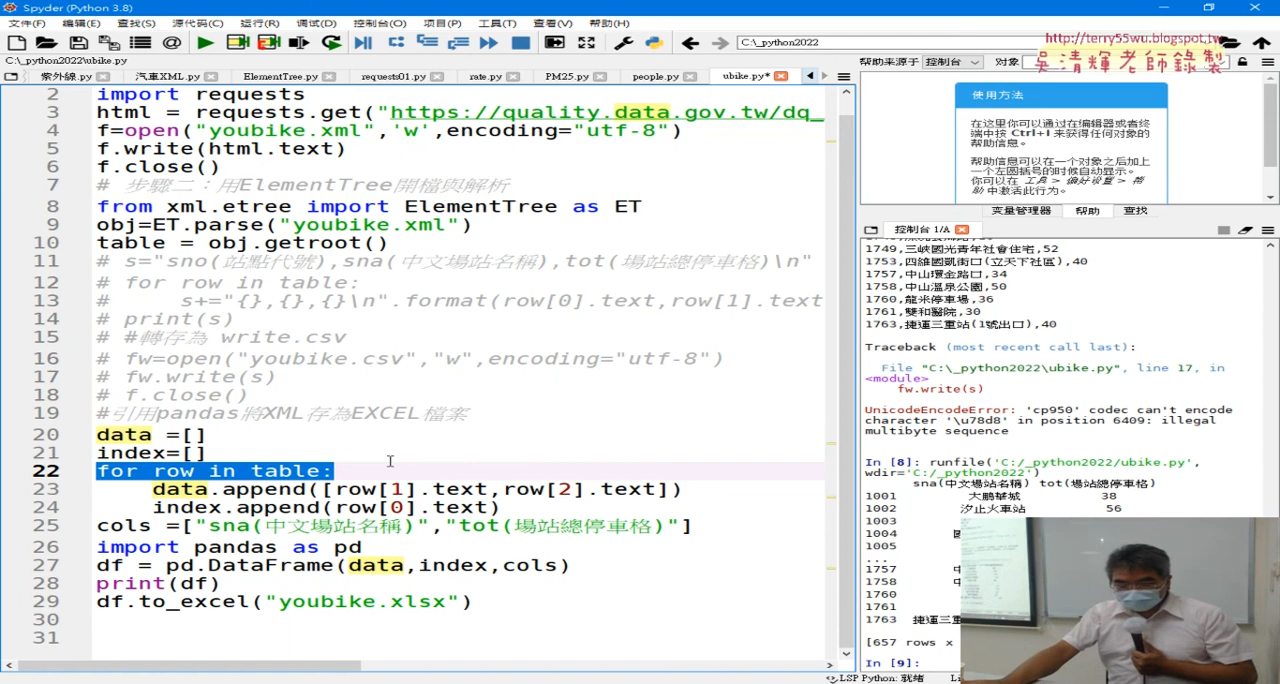 Spyder (Python 3.8)
文件(F) 编辑(E) 查找(S) 源代码(C) 运行(R) 调试(D) 控制台(O) 项目(P) 工具(T) 查看(V) 帮助(H)
C:\_python2022
http://terry55wu.blogspot.tw
吳清輝老師錄製
C:\_python2022\ubike.py
紫外線.py 汽車XML.py ElementTree.py requests01.py rate.py PM25.py people.py ubike.py*
帮助来源于 控制台 对象
2 import requests
3 html = requests.get("https://quality.data.gov.tw/dq_
4 f=open("youbike.xml",'w',encoding="utf-8")
5 f.write(html.text)
6 f.close()
7 # 步驟二：用ElementTree開檔與解析
8 from xml.etree import ElementTree as ET
9 obj=ET.parse("youbike.xml")
10 table = obj.getroot()
11 # s="sno(站點代號),sna(中文場站名稱),tot(場站總停車格)\n"
12 # for row in table:
13 #     s+="{},{},{}\n".format(row[0].text,row[1].text
14 # print(s)
15 # #轉存為 write.csv
16 # fw=open("youbike.csv","w",encoding="utf-8")
17 # fw.write(s)
18 # f.close()
19 #引用pandas將XML存為EXCEL檔案
20 data =[]
21 index=[]
22 for row in table:
23     data.append([row[1].text,row[2].text])
24     index.append(row[0].text)
25 cols =["sna(中文場站名稱)","tot(場站總停車格)"]
26 import pandas as pd
27 df = pd.DataFrame(data,index,cols)
28 print(df)
29 df.to_excel("youbike.xlsx")
30
31
使用方法
在这里你可以通过在编辑器或者终
端中按 Ctrl+I 来获得任何对象的
帮助信息。
帮助信息可以在一个对象之后加上
一个左圆括号的时候自动显示。
你可以在 工具 > 偏好设置 > 帮
助 中激活此行为。
变量管理器 帮助 查找
控制台 1/A
1749,三峽國光青年社會住宅,52
1753,四維國凱街口(立天下社區),40
1757,中山環金路口,34
1758,中山溫泉公園,50
1760,龍米停車場,36
1761,雙和醫院,30
1763,捷運三重站(1號出口),40
Traceback (most recent call last):
File "C:\_python2022\ubike.py", line 17, in
<module>
fw.write(s)
UnicodeEncodeError: 'cp950' codec can't encode
character '\u78d8' in position 6409: illegal
multibyte sequence
In [8]: runfile('C:/_python2022/ubike.py',
wdir='C:/_python2022')
sna(中文場站名稱) tot(場站總停車格)
1001 大鵬華城 38
1002 汐止火車站 56
1003
1004
1005
...
1757 中
1758 中
1760
1761
1763 捷運三重
[657 rows x
In [9]:
LSP Python: 就绪